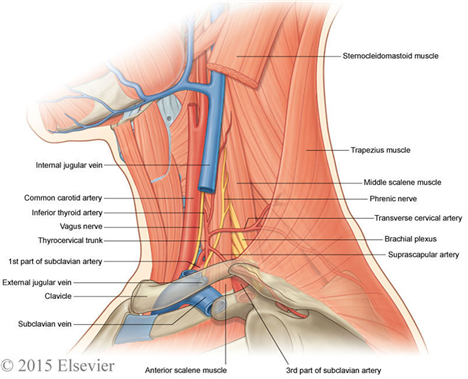 Sternocleidomastoid muscle
Trapezius muscle
Internal jugular vein
Middle scalene muscle
Common carotid artery
Phrenic nerve
Inferior thyroid artery
Transverse cervical artery
Vagus nerve
Thyrocervical trunk
Brachial plexus
Suprascapular artery
1st part of subclavian artery
External jugular vein
Clavicle
Subclavian vein
© 2015 Elsevier
Anterior scalene muscle
3rd part of subclavian artery